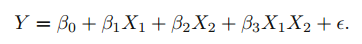 Y = β₀ + β₁X₁ + β₂X₂ + β₃X₁X₂ + ϵ.